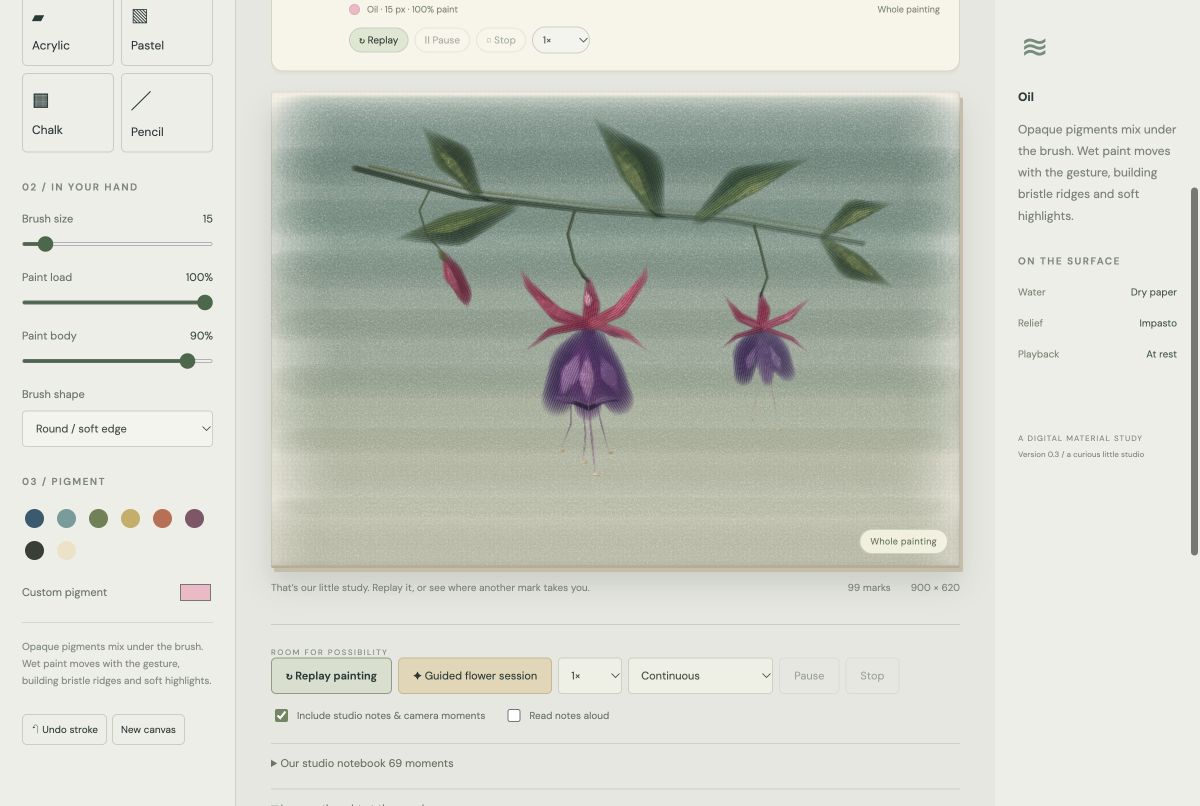 Acrylic
Pastel
Chalk
Pencil
02 / IN YOUR HAND
Brush size 15
Paint load 100%
Paint body 90%
Brush shape
Round / soft edge
03 / PIGMENT
Custom pigment
Opaque pigments mix under the brush.
Wet paint moves with the gesture,
building bristle ridges and soft highlights.
Undo stroke
New canvas
Oil · 15 px · 100% paint
Whole painting
↻ Replay
II Pause
Stop
1×
Whole painting
That's our little study. Replay it, or see where another mark takes you.
99 marks
900 × 620
ROOM FOR POSSIBILITY
↻ Replay painting
✦ Guided flower session
1×
Continuous
Pause
Stop
Include studio notes & camera moments
Read notes aloud
Our studio notebook 69 moments
Oil
Opaque pigments mix under
the brush. Wet paint moves
with the gesture, building
bristle ridges and soft
highlights.
ON THE SURFACE
Water Dry paper
Relief Impasto
Playback At rest
A DIGITAL MATERIAL STUDY
Version 0.3 / a curious little studio